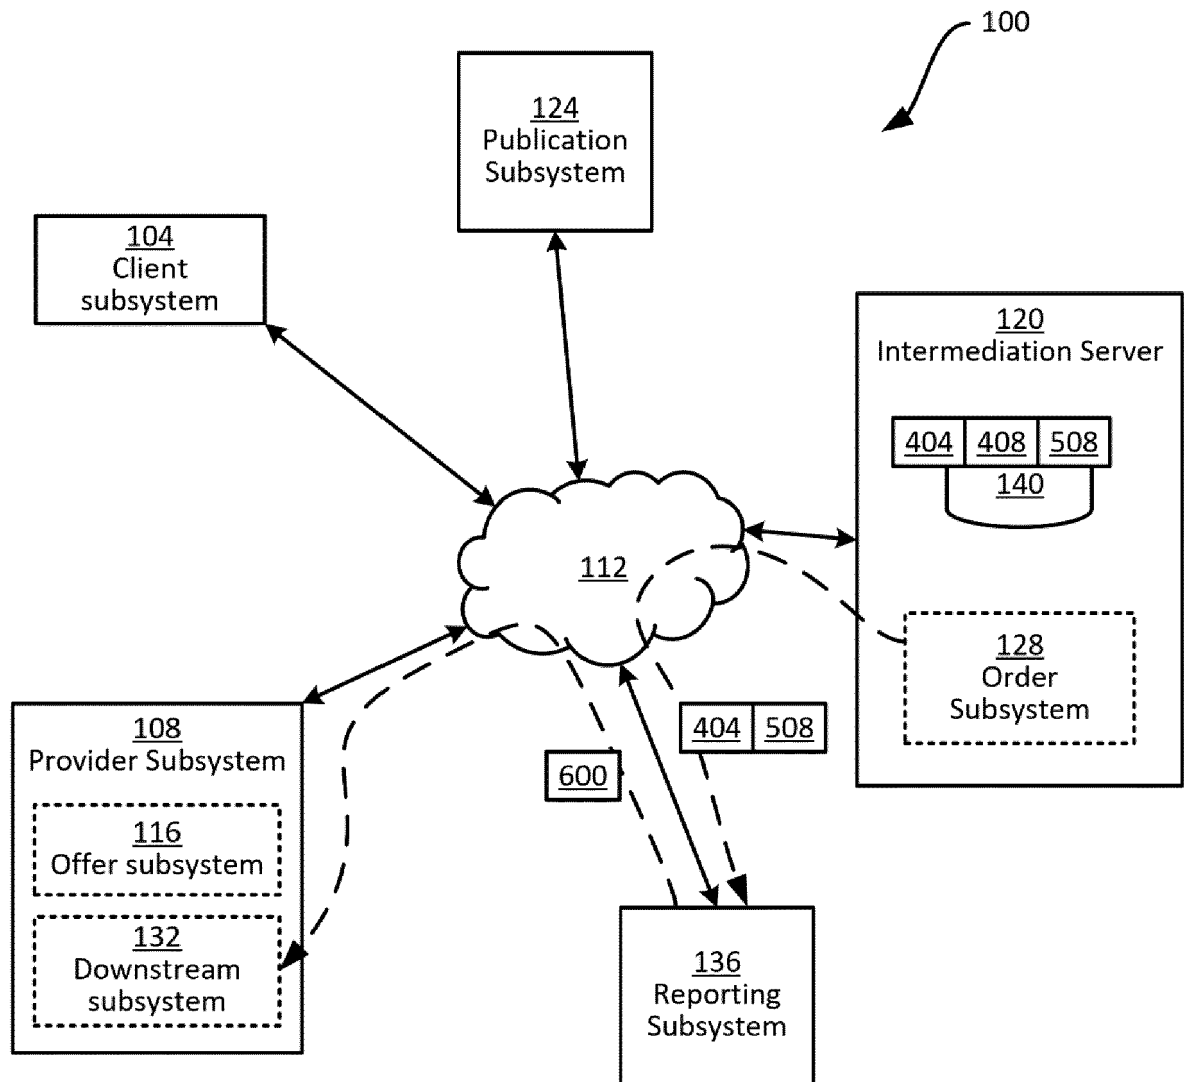 100
124
Publication
Subsystem
104
Client
subsystem
120
Intermediation Server
404 408 508
140
112
128
Order
Subsystem
404 508
108
Provider Subsystem
600
116
Offer subsystem
132
Downstream
subsystem
136
Reporting
Subsystem